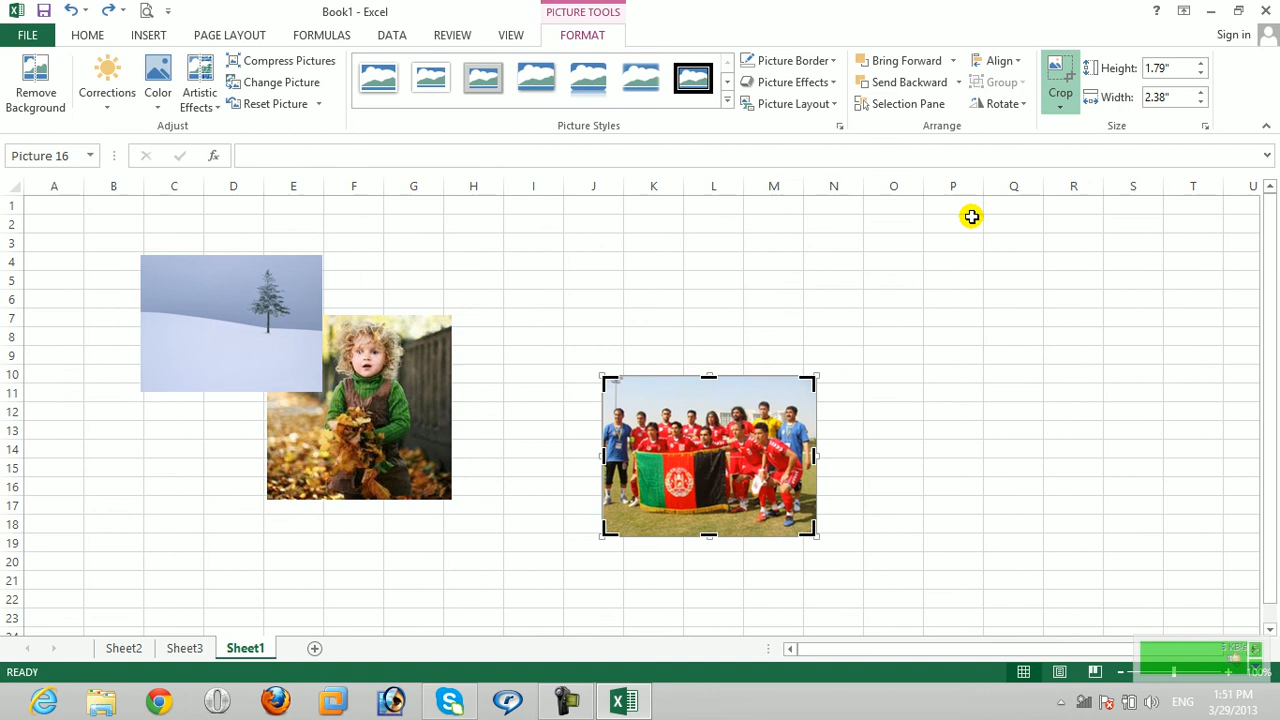 Book1 - Excel
PICTURE TOOLS
?
FILE
HOME
INSERT
PAGE LAYOUT
FORMULAS
DATA
REVIEW
VIEW
FORMAT
Sign in
Remove Background
Corrections
Color
Artistic Effects
Compress Pictures
Change Picture
Reset Picture
Adjust
Picture Styles
Picture Border
Picture Effects
Picture Layout
Bring Forward
Send Backward
Selection Pane
Align
Group
Rotate
Arrange
Crop
Height: 1.79"
Width: 2.38"
Size
Picture 16
fx
A B C D E F G H I J K L M N O P Q R S T U
1
2
3
4
5
6
7
8
9
10
11
12
13
14
15
16
17
18
19
20
21
22
23
Sheet2
Sheet3
Sheet1
READY
100%
ENG
1:51 PM
3/29/2013